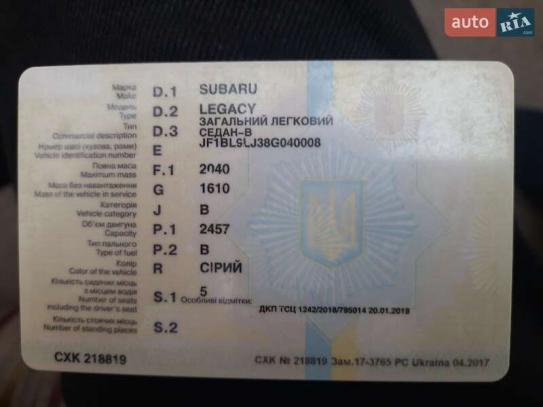 auto RIA .com
Марка
Make D.1 SUBARU
Модель
Type D.2 LEGACY
Тип ЗАГАЛЬНИЙ ЛЕГКОВИЙ
Commercial description D.3 СЕДАН-В
Номер шасі (кузова, рами)
Vehicle identification number E JF1BL9LJ38G040008
Повна маса
Maximum mass F.1 2040
Маса без навантаження
Mass of the vehicle in service G 1610
Категорія
Vehicle category J B
Об'єм двигуна
Capacity P.1 2457
Тип пального
Type of fuel P.2 B
Колір
Color of the vehicle R СІРИЙ
Кількість сидячих місць
з місцем водія
Number of seats
including the driver's seat S.1 5
Особливі відмітки:
ДКП ТСЦ 1242/2018/795014 20.01.2018
Кількість стоячих місць
Number of standing places S.2
СХК 218819
СХК № 218819 Зам.17-3765 РС Ukraina 04.2017